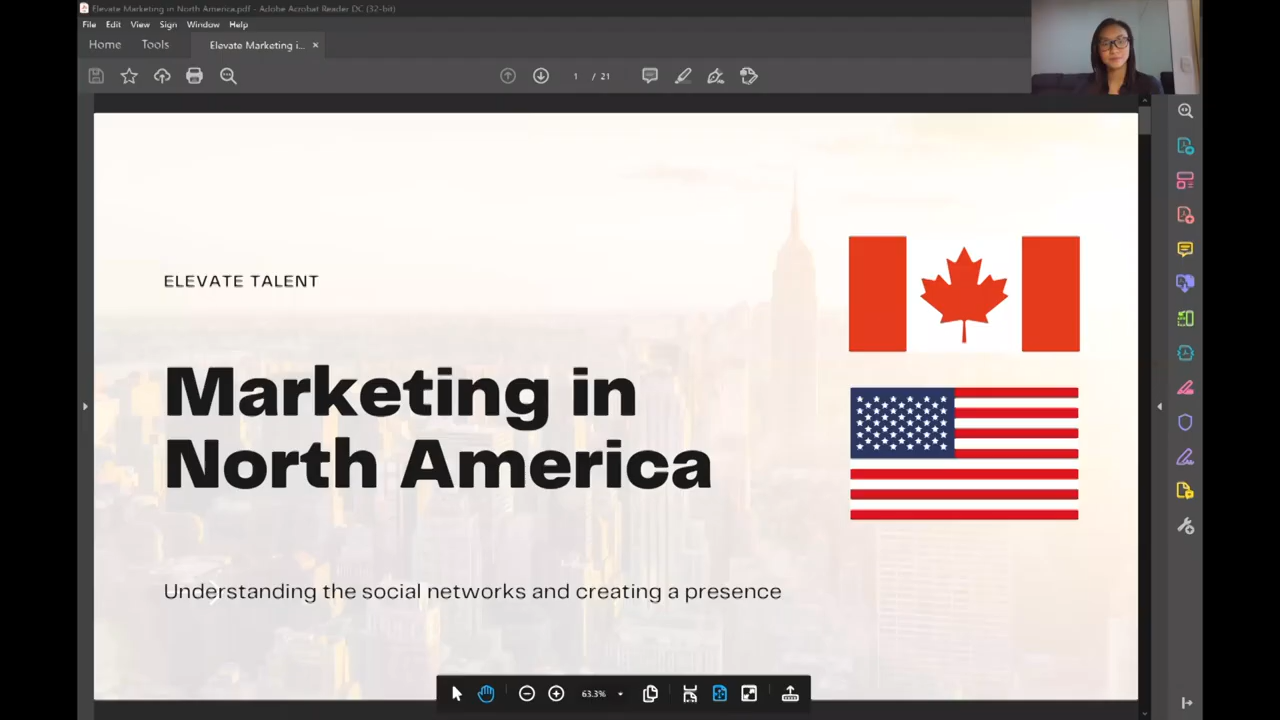 Elevate Marketing in North America.pdf - Adobe Acrobat Reader DC (32-bit)
File Edit View Sign Window Help
Home Tools Elevate Marketing i... ×
1 / 21
ELEVATE TALENT
Marketing in
North America
Understanding the social networks and creating a presence
63.3%